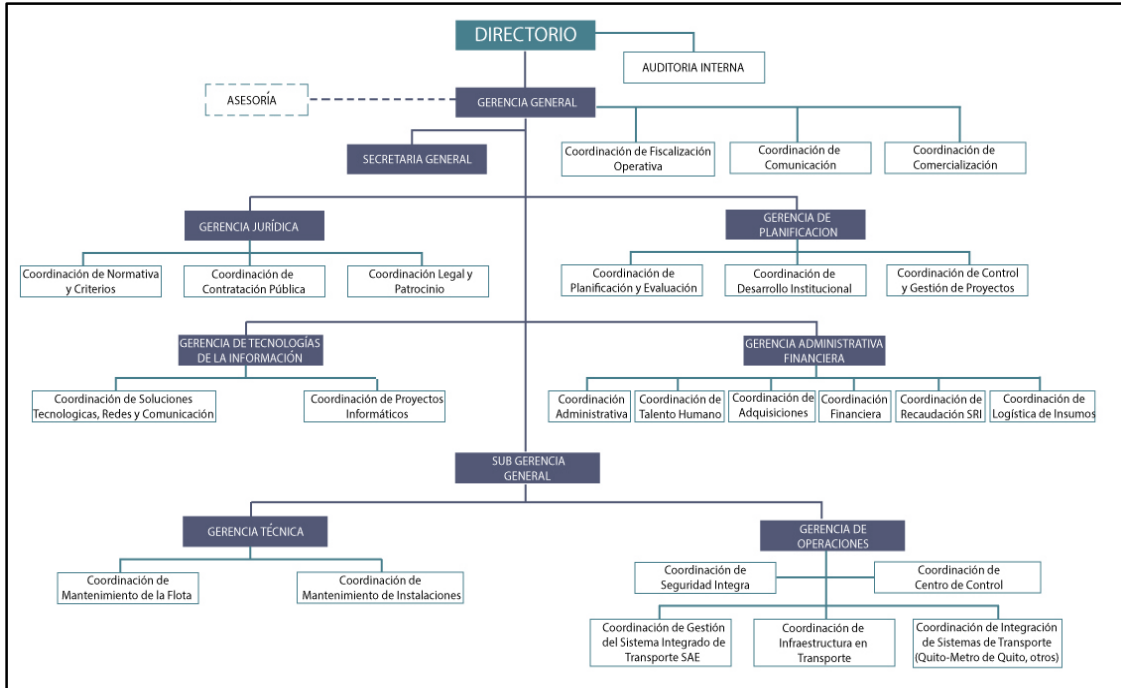 DIRECTORIO
AUDITORIA INTERNA
ASESORÍA
GERENCIA GENERAL
SECRETARIA GENERAL
Coordinación de Fiscalización
Operativa
Coordinación de
Comunicación
Coordinación de
Comercialización
GERENCIA JURÍDICA
GERENCIA DE
PLANIFICACION
Coordinación de Normativa
y Criterios
Coordinación de
Contratación Pública
Coordinación Legal y
Patrocinio
Coordinación de
Planificación y Evaluación
Coordinación de
Desarrollo Institucional
Coordinación de Control
y Gestión de Proyectos
GERENCIA DE TECNOLOGÍAS
DE LA INFORMACIÓN
GERENCIA ADMINISTRATIVA
FINANCIERA
Coordinación de Soluciones
Tecnologicas, Redes y Comunicación
Coordinación de Proyectos
Informáticos
Coordinación
Administrativa
Coordinación de
Talento Humano
Coordinación de
Adquisiciones
Coordinación
Financiera
Coordinación de
Recaudación SRI
Coordinación de
Logística de Insumos
SUB GERENCIA
GENERAL
GERENCIA TÉCNICA
GERENCIA DE
OPERACIONES
Coordinación de
Mantenimiento de la Flota
Coordinación de
Mantenimiento de Instalaciones
Coordinación de
Seguridad Integra
Coordinación de
Centro de Control
Coordinación de Gestión
del Sistema Integrado de
Transporte SAE
Coordinación de
Infraestructura en
Transporte
Coordinación de Integración
de Sistemas de Transporte
(Quito-Metro de Quito, otros)